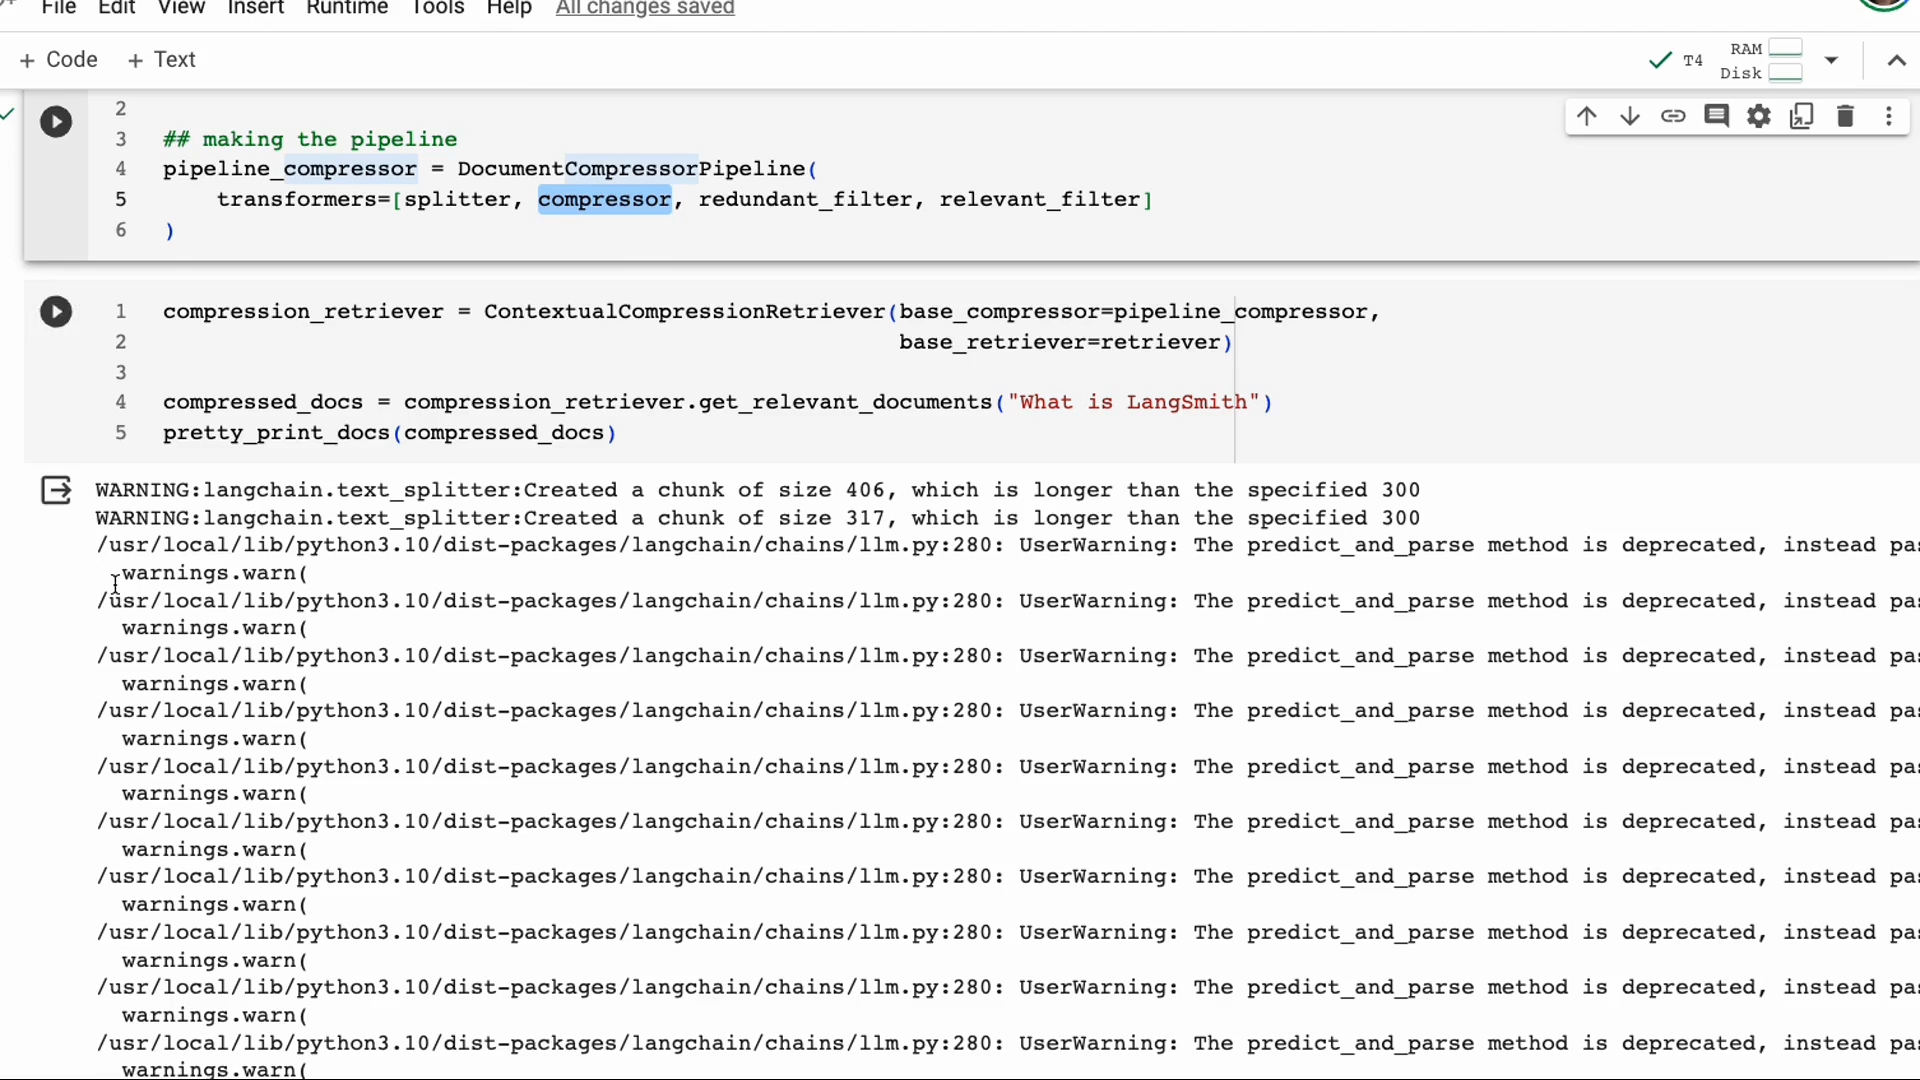 File Edit View Insert Runtime Tools Help All changes saved
+ Code + Text
T4 RAM
Disk
2
3 ## making the pipeline
4 pipeline_compressor = DocumentCompressorPipeline(
5 transformers=[splitter, compressor, redundant_filter, relevant_filter]
6 )
1 compression_retriever = ContextualCompressionRetriever(base_compressor=pipeline_compressor,
2 base_retriever=retriever)
3
4 compressed_docs = compression_retriever.get_relevant_documents("What is LangSmith")
5 pretty_print_docs(compressed_docs)
WARNING:langchain.text_splitter:Created a chunk of size 406, which is longer than the specified 300
WARNING:langchain.text_splitter:Created a chunk of size 317, which is longer than the specified 300
/usr/local/lib/python3.10/dist-packages/langchain/chains/llm.py:280: UserWarning: The predict_and_parse method is deprecated, instead pas
warnings.warn(
/usr/local/lib/python3.10/dist-packages/langchain/chains/llm.py:280: UserWarning: The predict_and_parse method is deprecated, instead pas
warnings.warn(
/usr/local/lib/python3.10/dist-packages/langchain/chains/llm.py:280: UserWarning: The predict_and_parse method is deprecated, instead pas
warnings.warn(
/usr/local/lib/python3.10/dist-packages/langchain/chains/llm.py:280: UserWarning: The predict_and_parse method is deprecated, instead pas
warnings.warn(
/usr/local/lib/python3.10/dist-packages/langchain/chains/llm.py:280: UserWarning: The predict_and_parse method is deprecated, instead pas
warnings.warn(
/usr/local/lib/python3.10/dist-packages/langchain/chains/llm.py:280: UserWarning: The predict_and_parse method is deprecated, instead pas
warnings.warn(
/usr/local/lib/python3.10/dist-packages/langchain/chains/llm.py:280: UserWarning: The predict_and_parse method is deprecated, instead pas
warnings.warn(
/usr/local/lib/python3.10/dist-packages/langchain/chains/llm.py:280: UserWarning: The predict_and_parse method is deprecated, instead pas
warnings.warn(
/usr/local/lib/python3.10/dist-packages/langchain/chains/llm.py:280: UserWarning: The predict_and_parse method is deprecated, instead pas
warnings.warn(
/usr/local/lib/python3.10/dist-packages/langchain/chains/llm.py:280: UserWarning: The predict_and_parse method is deprecated, instead pas
warnings.warn(